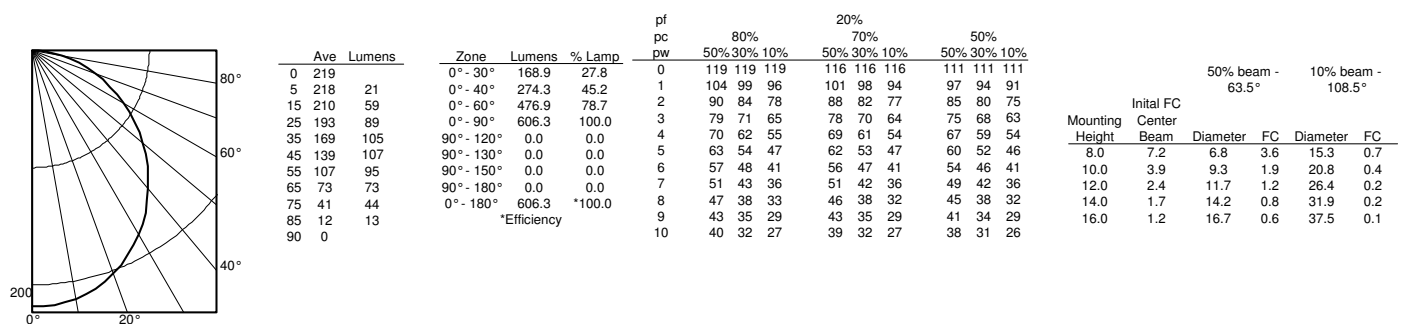 80°
60°
40°
200
0° 20°
Ave Lumens
0 219
5 218 21
15 210 59
25 193 89
35 169 105
45 139 107
55 107 95
65 73 73
75 41 44
85 12 13
90 0
Zone Lumens % Lamp
0° - 30° 168.9 27.8
0° - 40° 274.3 45.2
0° - 60° 476.9 78.7
0° - 90° 606.3 100.0
90° - 120° 0.0 0.0
90° - 130° 0.0 0.0
90° - 150° 0.0 0.0
90° - 180° 0.0 0.0
0° - 180° 606.3 *100.0
*Efficiency
pf 20%
pc 80% 70% 50%
pw 50% 30% 10% 50% 30% 10% 50% 30% 10%
0 119 119 119 116 116 116 111 111 111
1 104 99 96 101 98 94 97 94 91
2 90 84 78 88 82 77 85 80 75
3 79 71 65 78 70 64 75 68 63
4 70 62 55 69 61 54 67 59 54
5 63 54 47 62 53 47 60 52 46
6 57 48 41 56 47 41 54 46 41
7 51 43 36 51 42 36 49 42 36
8 47 38 33 46 38 32 45 38 32
9 43 35 29 43 35 29 41 34 29
10 40 32 27 39 32 27 38 31 26
50% beam - 10% beam -
63.5° 108.5°
Inital FC
Mounting Center
Height Beam Diameter FC Diameter FC
8.0 7.2 6.8 3.6 15.3 0.7
10.0 3.9 9.3 1.9 20.8 0.4
12.0 2.4 11.7 1.2 26.4 0.2
14.0 1.7 14.2 0.8 31.9 0.2
16.0 1.2 16.7 0.6 37.5 0.1